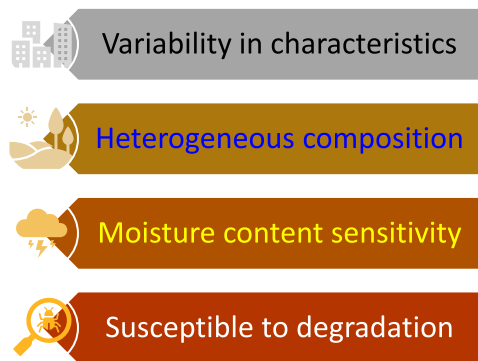 Variability in characteristics
Heterogeneous composition
Moisture content sensitivity
Susceptible to degradation